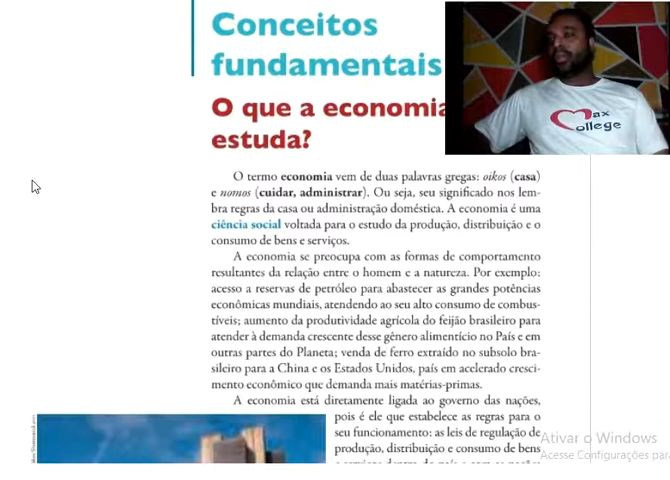 Conceitos
fundamentais
O que a economia
estuda?
ax
ollege
O termo economia vem de duas palavras gregas: oikos (casa)
e nomos (cuidar, administrar). Ou seja, seu significado nos lem-
bra regras da casa ou administração doméstica. A economia é uma
ciência social voltada para o estudo da produção, distribuição e o
consumo de bens e serviços.
A economia se preocupa com as formas de comportamento
resultantes da relação entre o homem e a natureza. Por exemplo:
acesso a reservas de petróleo para abastecer as grandes potências
econômicas mundiais, atendendo ao seu alto consumo de combus-
tíveis; aumento da produtividade agrícola do feijão brasileiro para
atender à demanda crescente desse gênero alimentício no País e em
outras partes do Planeta; venda de ferro extraído no subsolo bra-
sileiro para a China e os Estados Unidos, país em acelerado cresci-
mento econômico que demanda mais matérias-primas.
A economia está diretamente ligada ao governo das nações,
pois é ele que estabelece as regras para o
seu funcionamento: as leis de regulação de
produção, distribuição e consumo de bens
Ativar o Windows
Acesse Configurações par